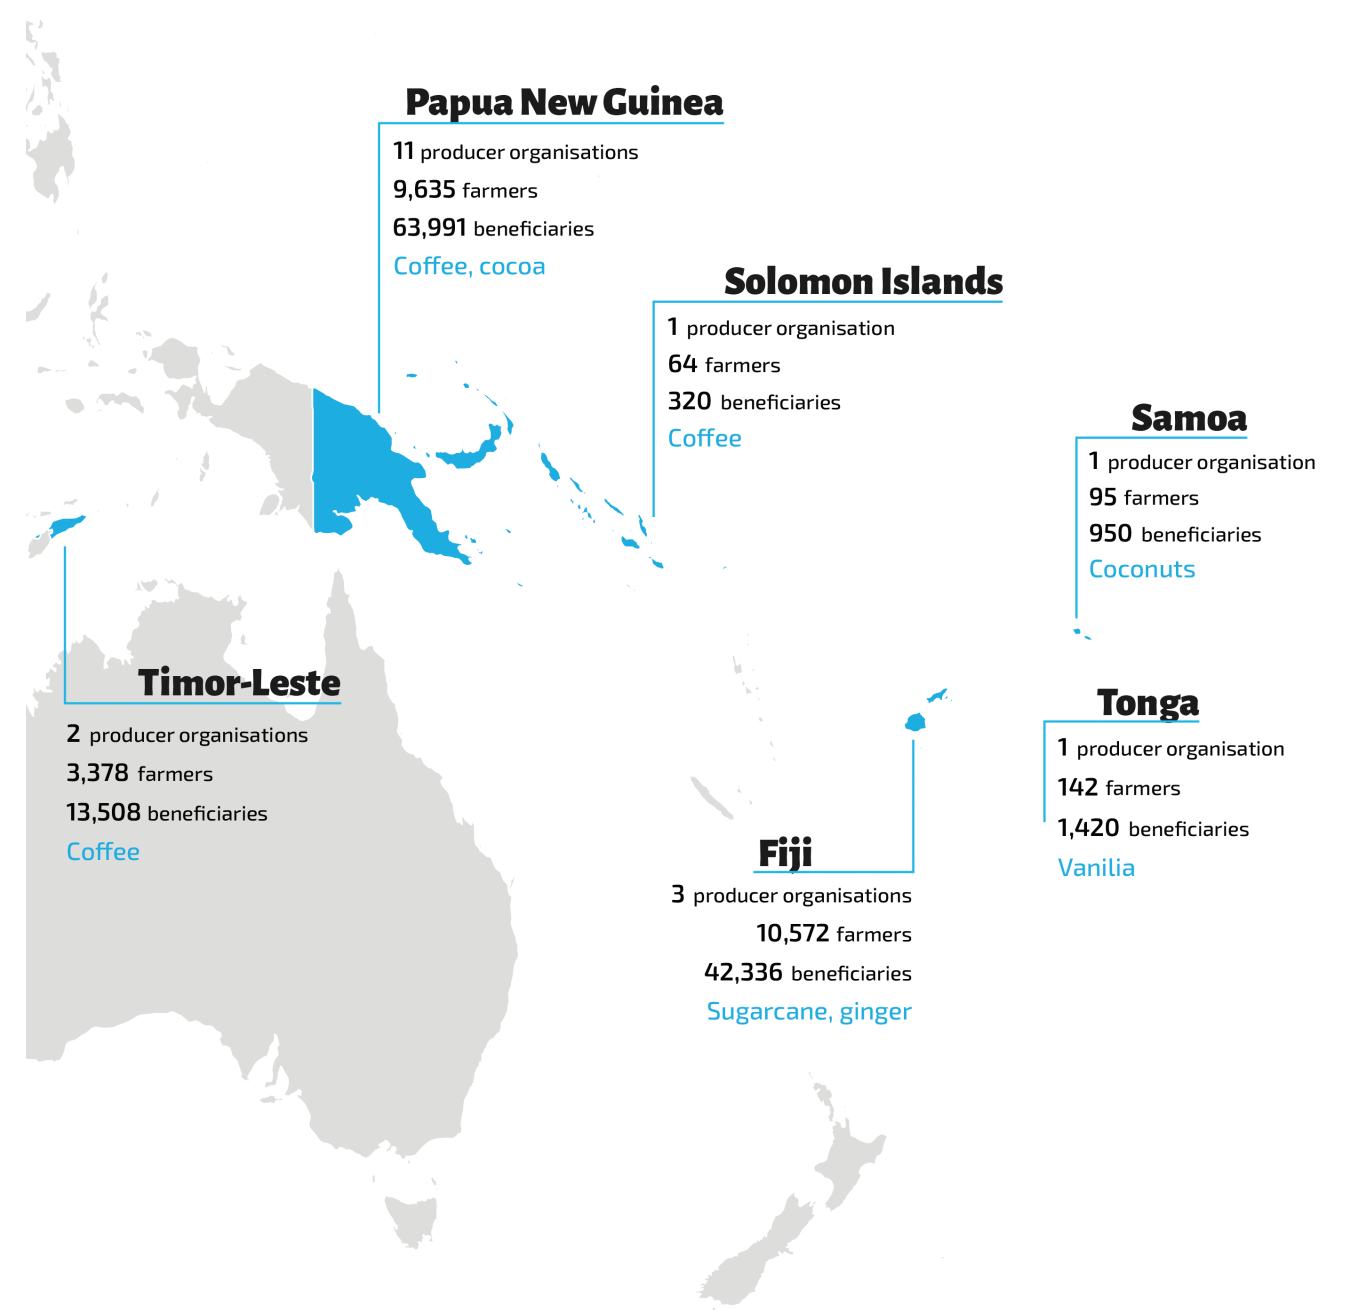 Papua New Guinea
11 producer organisations
9,635 farmers
63,991 beneficiaries
Coffee, cocoa
Solomon Islands
1 producer organisation
64 farmers
320 beneficiaries
Coffee
Samoa
1 producer organisation
95 farmers
950 beneficiaries
Coconuts
Timor-Leste
2 producer organisations
3,378 farmers
13,508 beneficiaries
Coffee
Tonga
1 producer organisation
142 farmers
1,420 beneficiaries
Vanilia
Fiji
3 producer organisations
10,572 farmers
42,336 beneficiaries
Sugarcane, ginger